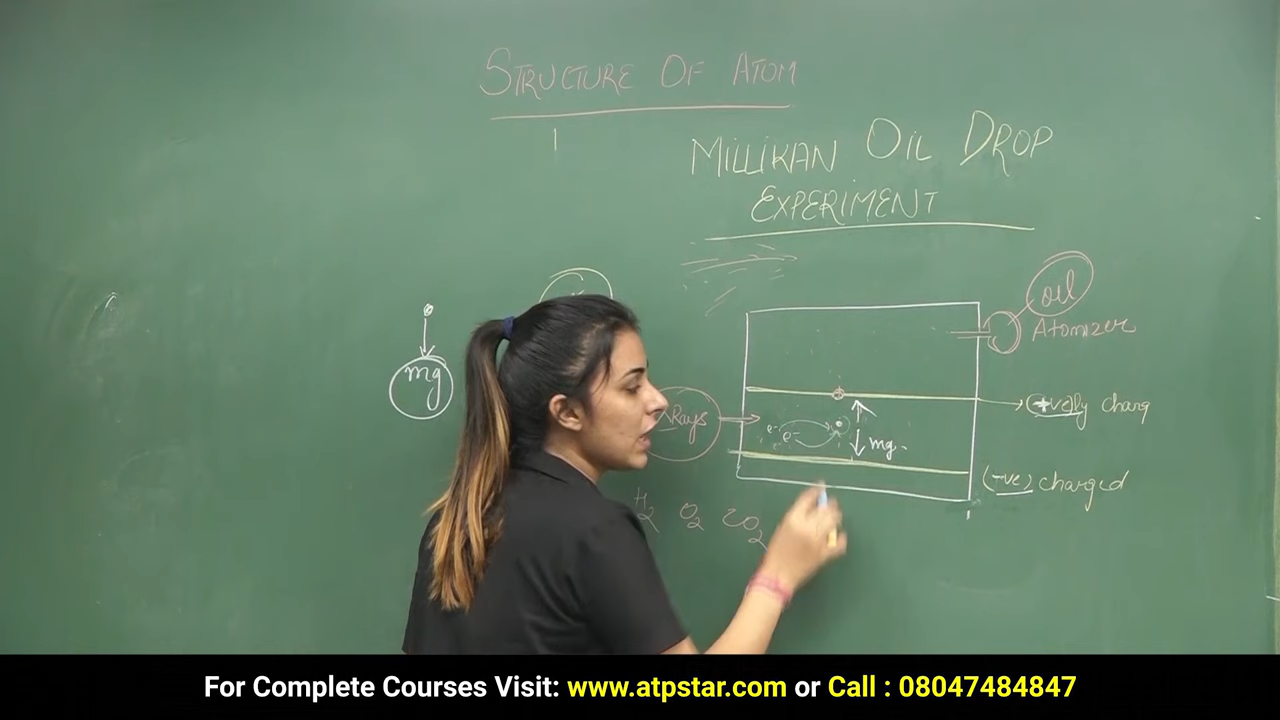 STRUCTURE OF ATOM
MILLIKAN OIL DROP
EXPERIMENT
oil
Atomizer
mg
Rays
(+ve)ly charg
e- e-
mg
(-ve) charged
H2 O2 CO2
For Complete Courses Visit: www.atpstar.com or Call : 08047484847